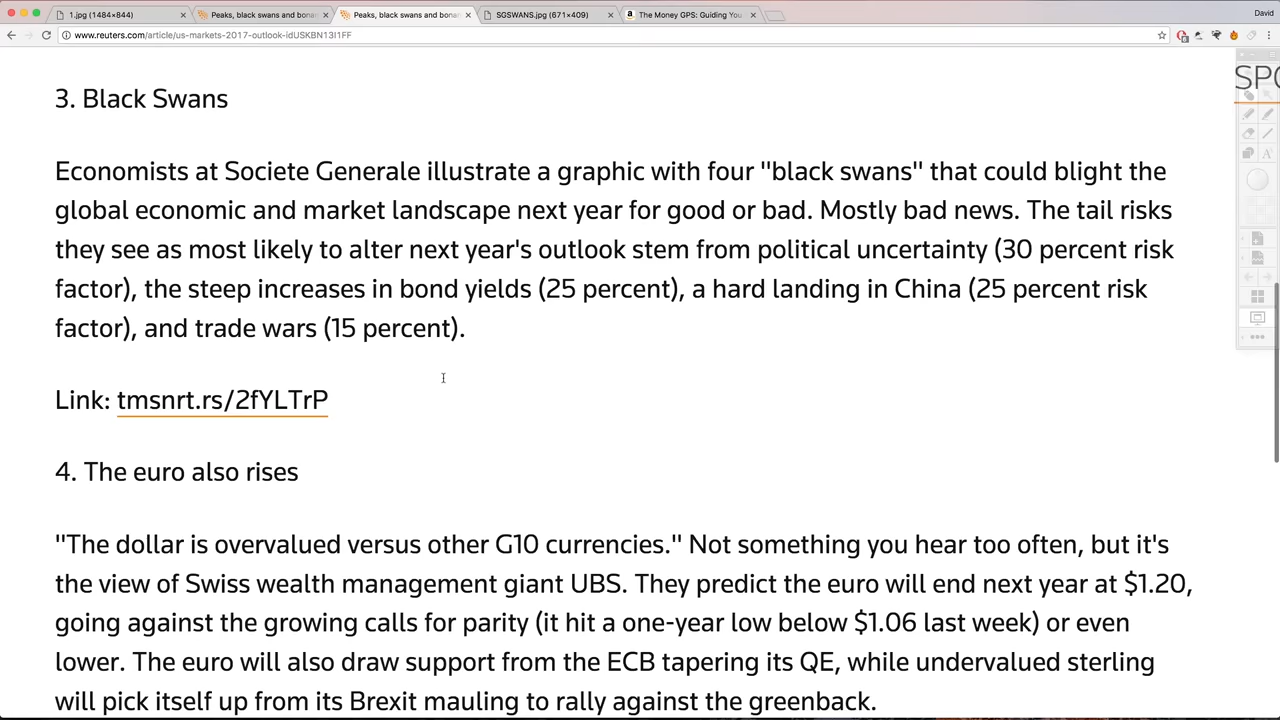 1.jpg (1484×844)
Peaks, black swans and bona
Peaks, black swans and bona
SGSWANS.jpg (671×409)
The Money GPS: Guiding You
David
www.reuters.com/article/us-markets-2017-outlook-idUSKBN13I1FF
SPO
3. Black Swans
Economists at Societe Generale illustrate a graphic with four "black swans" that could blight the
global economic and market landscape next year for good or bad. Mostly bad news. The tail risks
they see as most likely to alter next year's outlook stem from political uncertainty (30 percent risk
factor), the steep increases in bond yields (25 percent), a hard landing in China (25 percent risk
factor), and trade wars (15 percent).
Link: tmsnrt.rs/2fYLTrP
4. The euro also rises
"The dollar is overvalued versus other G10 currencies." Not something you hear too often, but it's
the view of Swiss wealth management giant UBS. They predict the euro will end next year at $1.20,
going against the growing calls for parity (it hit a one-year low below $1.06 last week) or even
lower. The euro will also draw support from the ECB tapering its QE, while undervalued sterling
will pick itself up from its Brexit mauling to rally against the greenback.